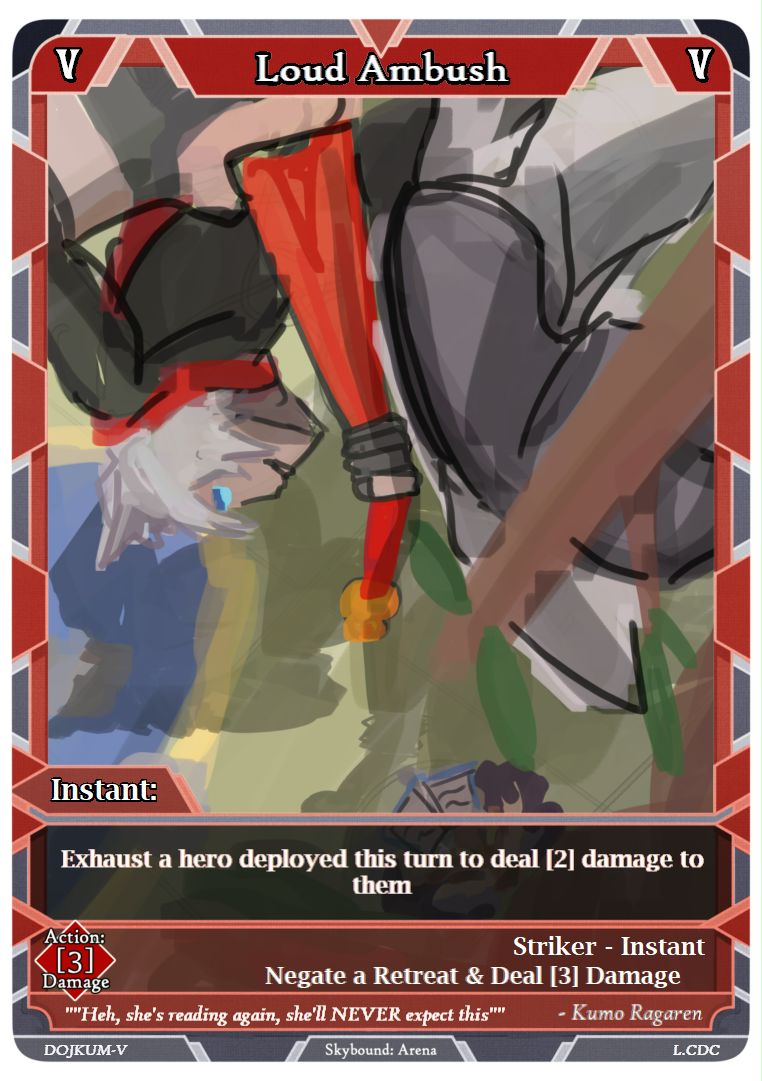 V Loud Ambush V
Instant:
Exhaust a hero deployed this turn to deal [2] damage to
them
Action:
[3]
Damage
Striker - Instant
Negate a Retreat & Deal [3] Damage
""Heh, she's reading again, she'll NEVER expect this"" - Kumo Ragaren
DOJKUM-V Skybound: Arena L.CDC